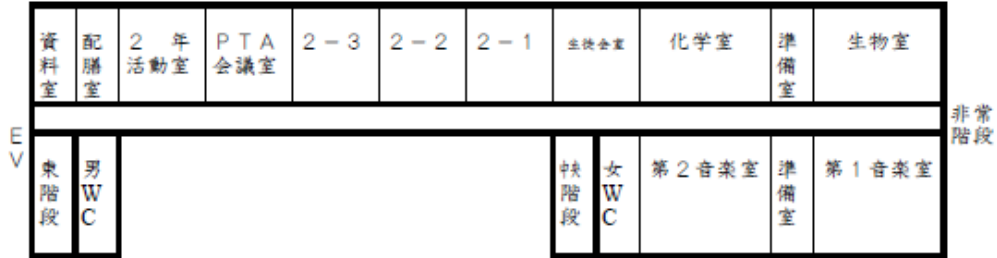 資料室
配膳室
２　年
活動室
ＰＴＡ
会議室
２－３
２－２
２－１
生徒会室
化学室
準備室
生物室
非常
階段
ＥＶ
東階段
男WC
中央階段
女WC
第２音楽室
準備室
第１音楽室